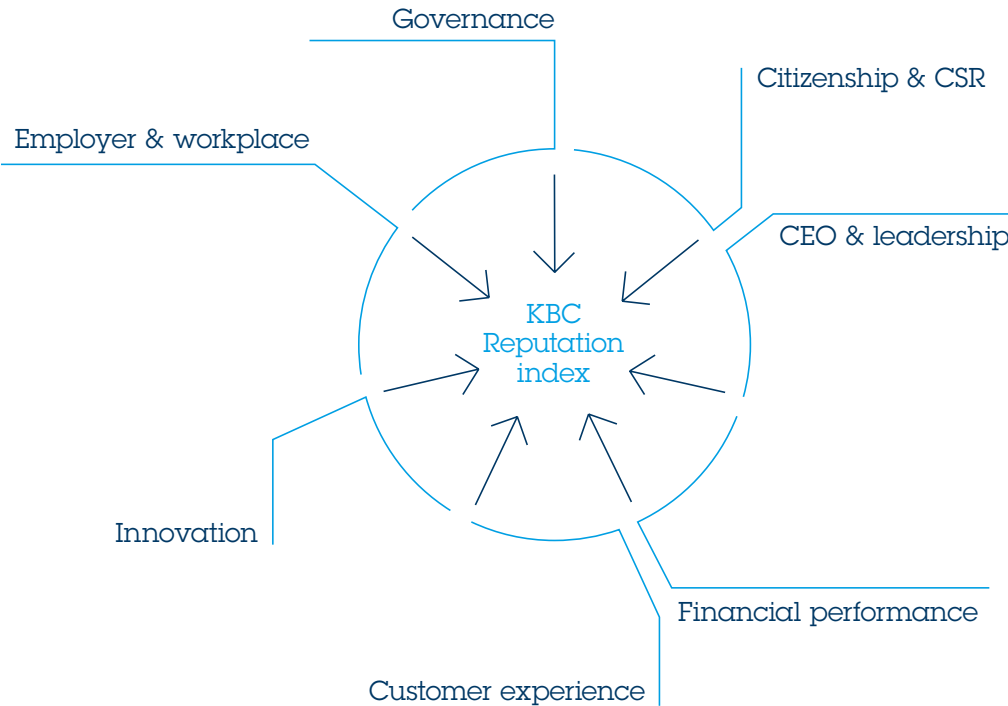 Governance
Citizenship & CSR
Employer & workplace
CEO & leadership
KBC
Reputation
index
Innovation
Financial performance
Customer experience